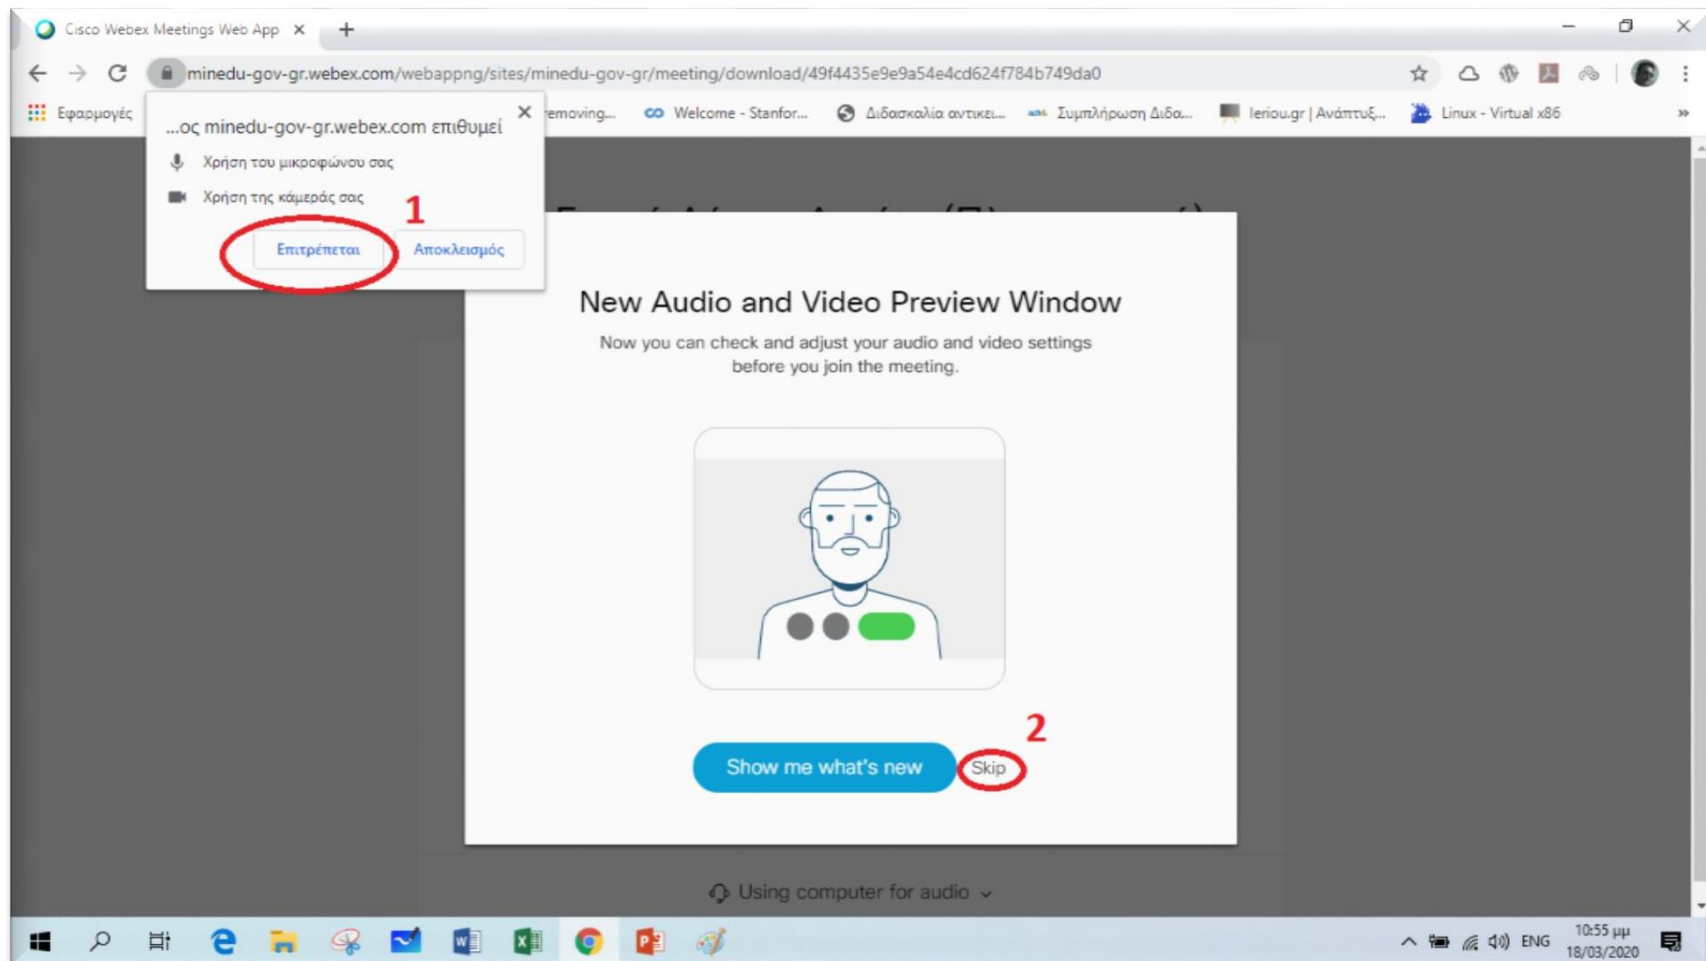 Cisco Webex Meetings Web App
minedu-gov-gr.webex.com/webappng/sites/minedu-gov-gr/meeting/download/49f4435e9e9a54e4cd624f784b749da0
Εφαρμογές
removing...
Welcome - Stanfor...
Διδασκαλία αντικει...
Συμπλήρωση Διδα...
leriou.gr | Ανάπτυξ...
Linux - Virtual x86
...ος minedu-gov-gr.webex.com επιθυμεί
Χρήση του μικροφώνου σας
Χρήση της κάμεράς σας
1
Επιτρέπεται
Αποκλεισμός
New Audio and Video Preview Window
Now you can check and adjust your audio and video settings
before you join the meeting.
2
Show me what's new
Skip
Using computer for audio
ENG
10:55 μμ
18/03/2020